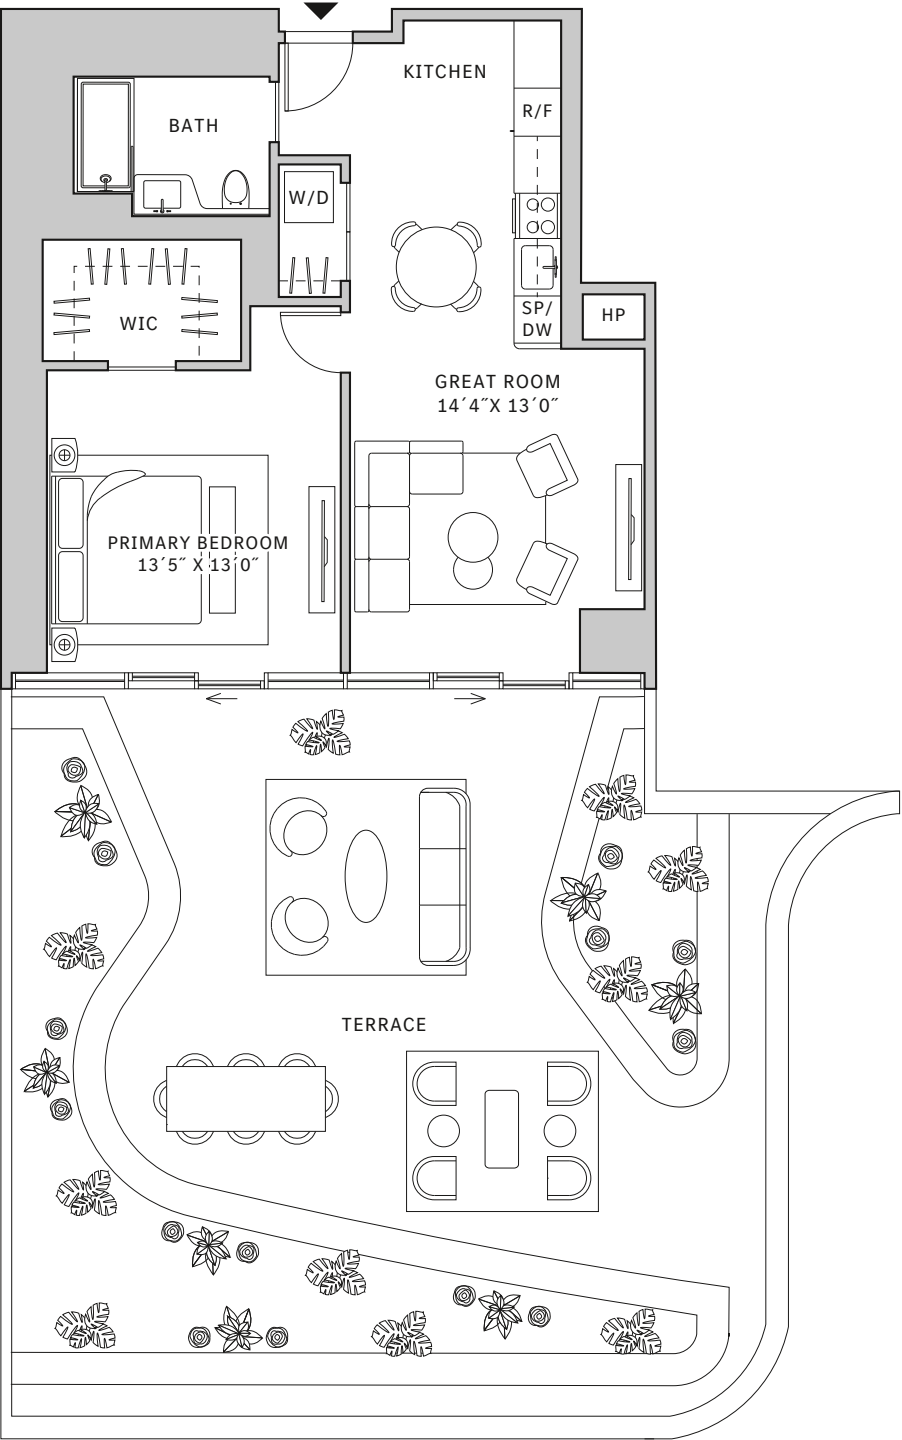 KITCHEN
R/F
BATH
W/D
SP/
DW
HP
WIC
GREAT ROOM
14´4˝X 13´0˝
PRIMARY BEDROOM
13´5˝ X 13´0˝
TERRACE